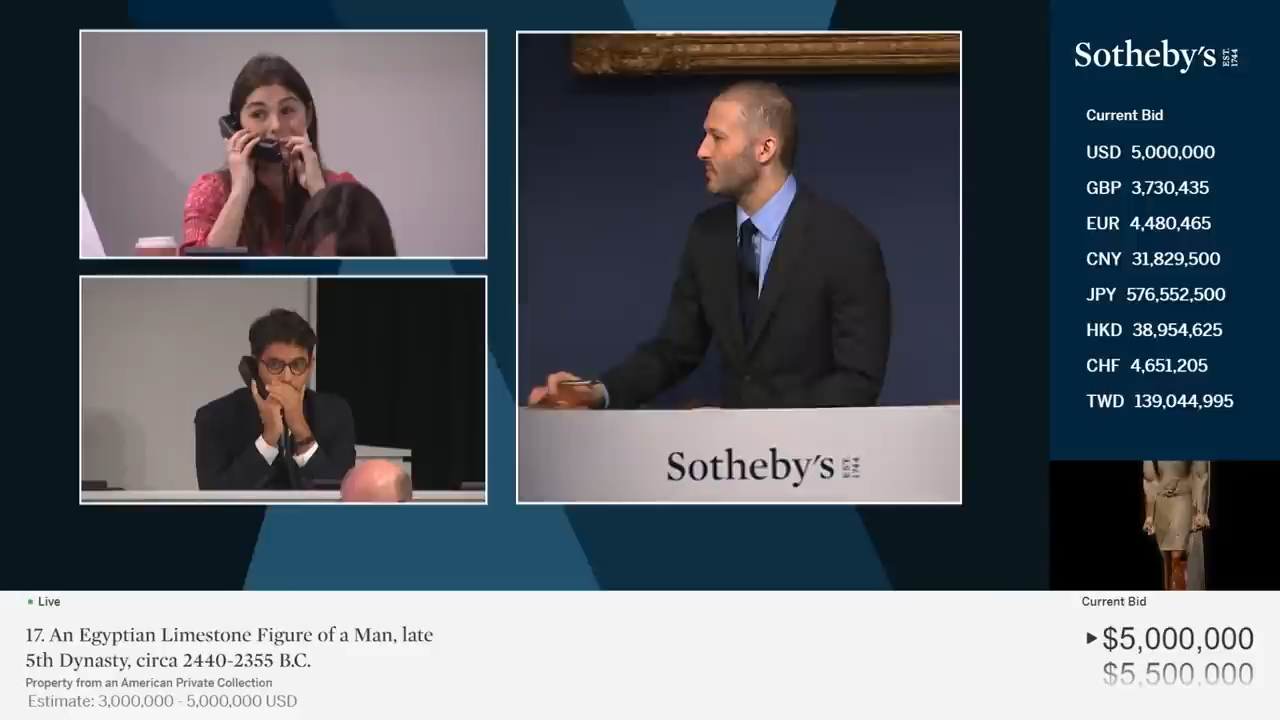 Sotheby's EST. 1744
Current Bid
USD 5,000,000
GBP 3,730,435
EUR 4,480,465
CNY 31,829,500
JPY 576,552,500
HKD 38,954,625
CHF 4,651,205
TWD 139,044,995
Sotheby's EST. 1744
Live
17. An Egyptian Limestone Figure of a Man, late
5th Dynasty, circa 2440-2355 B.C.
Property from an American Private Collection
Estimate: 3,000,000 - 5,000,000 USD
Current Bid
$5,000,000
$5,500,000